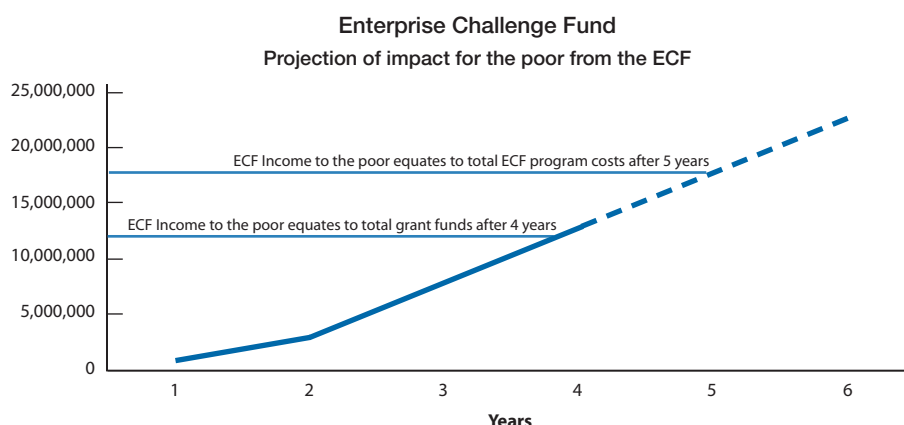 Enterprise Challenge Fund
Projection of impact for the poor from the ECF
25,000,000
20,000,000
ECF Income to the poor equates to total ECF program costs after 5 years
15,000,000
ECF Income to the poor equates to total grant funds after 4 years
10,000,000
5,000,000
0
1 2 3 4 5 6
Years